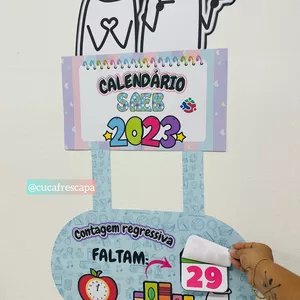 CALENDÁRIO
SAEB
2023
@cucafrescapa
Contagem regressiva
FALTAM:
29